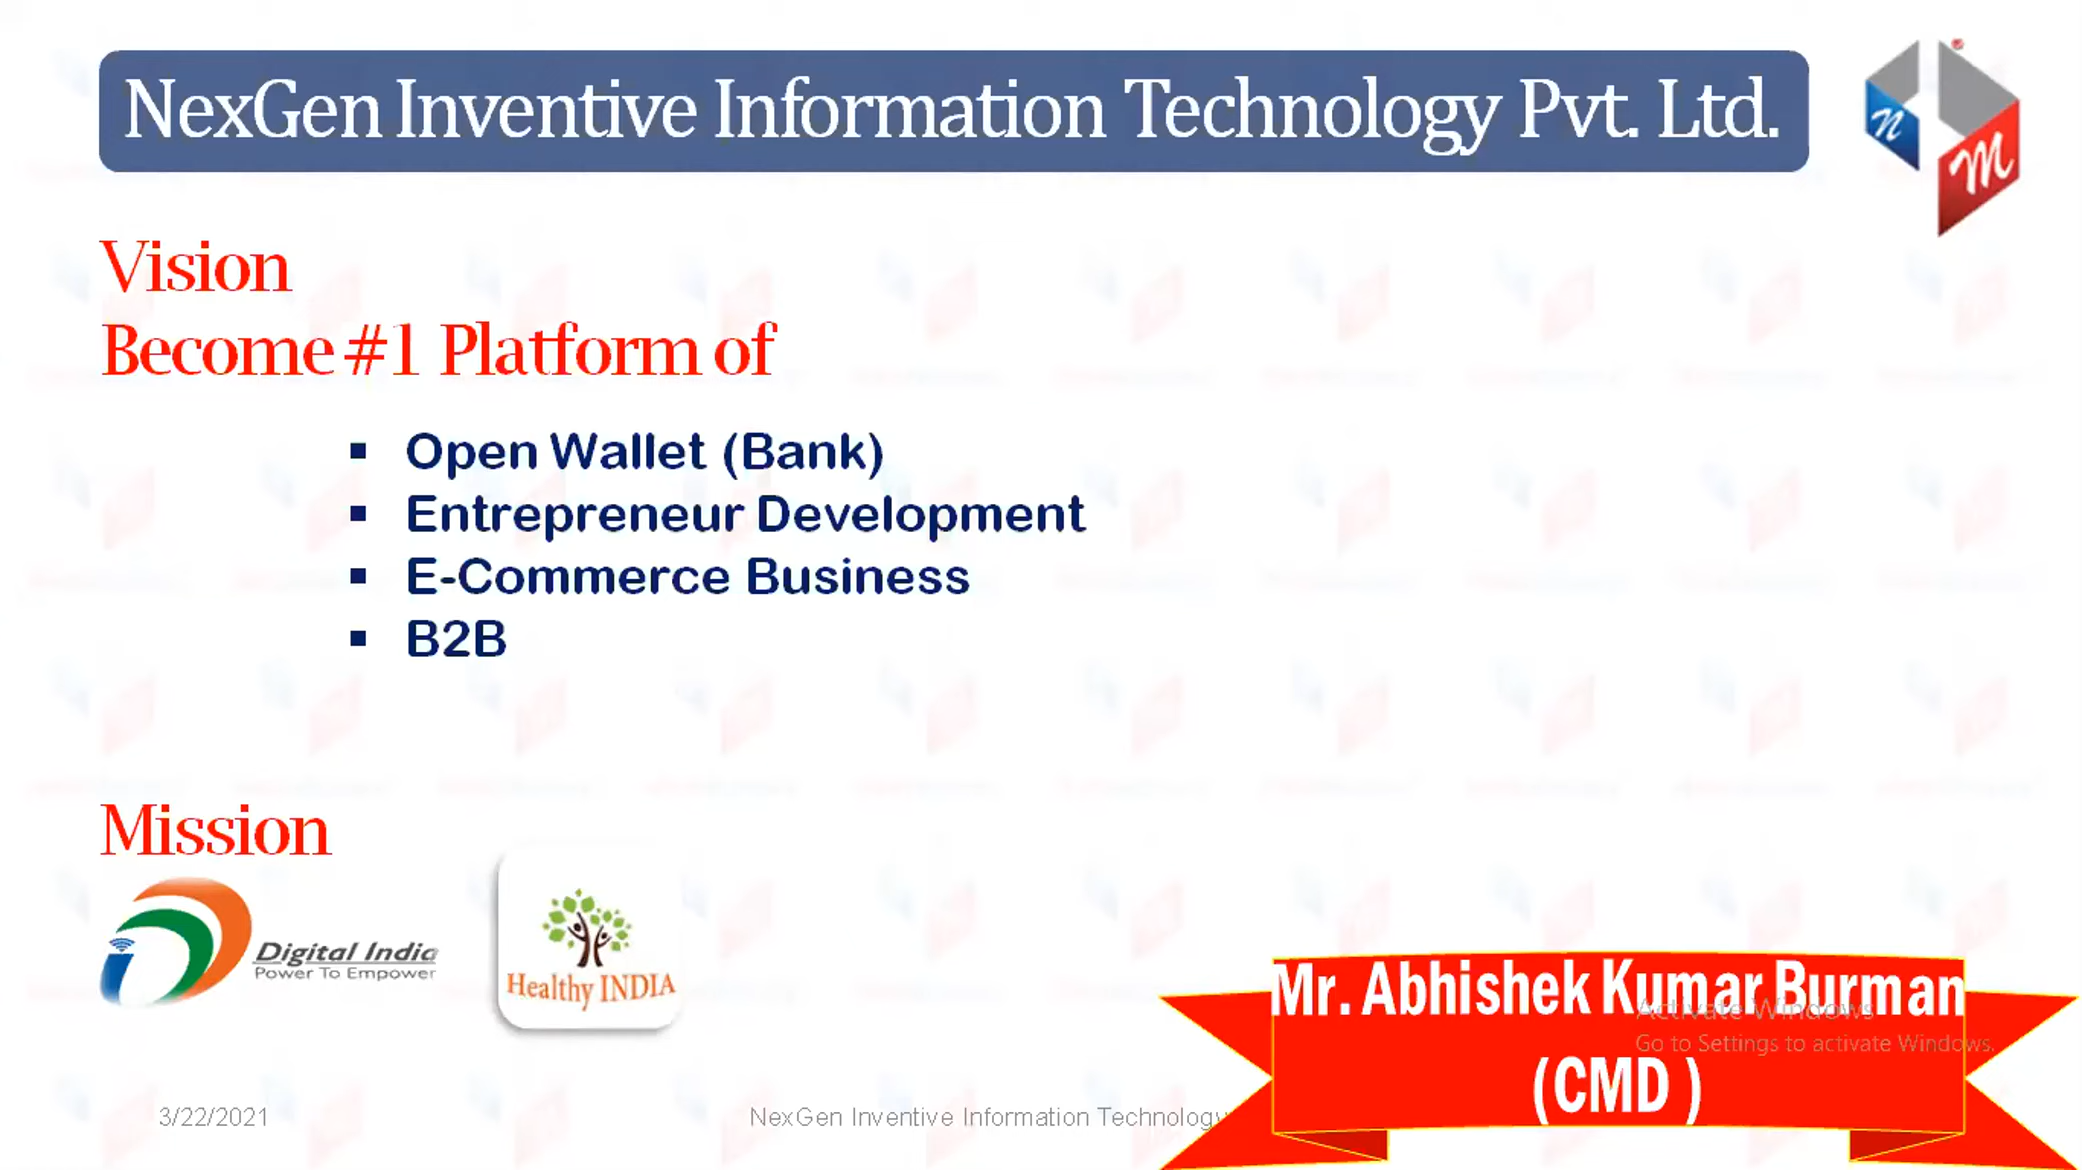 NexGen Inventive Information Technology Pvt. Ltd.
n
M
Vision
Become #1 Platform of
▪ Open Wallet (Bank)
▪ Entrepreneur Development
▪ E-Commerce Business
▪ B2B
Mission
Digital India
Power To Empower
Healthy INDIA
Mr. Abhishek Kumar Burman
(CMD )
Activate Windows
Go to Settings to activate Windows.
3/22/2021
NexGen Inventive Information Technology